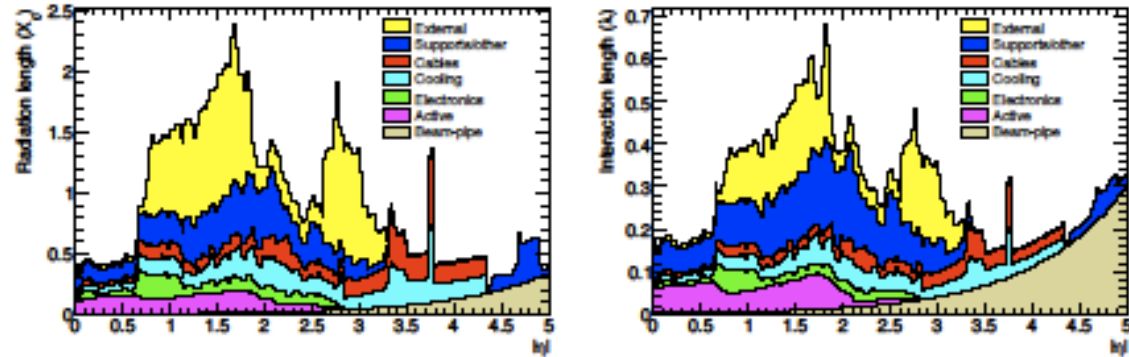 Radiation length (X₀)
2.5
2
1.5
1
0.5
0
0 0.5 1 1.5 2 2.5 3 3.5 4 4.5 5
|η|
External
Supports/other
Cables
Cooling
Electronics
Active
Beam-pipe
Interaction length (λ)
0.7
0.6
0.5
0.4
0.3
0.2
0.1
0
0 0.5 1 1.5 2 2.5 3 3.5 4 4.5 5
|η|
External
Supports/other
Cables
Cooling
Electronics
Active
Beam-pipe